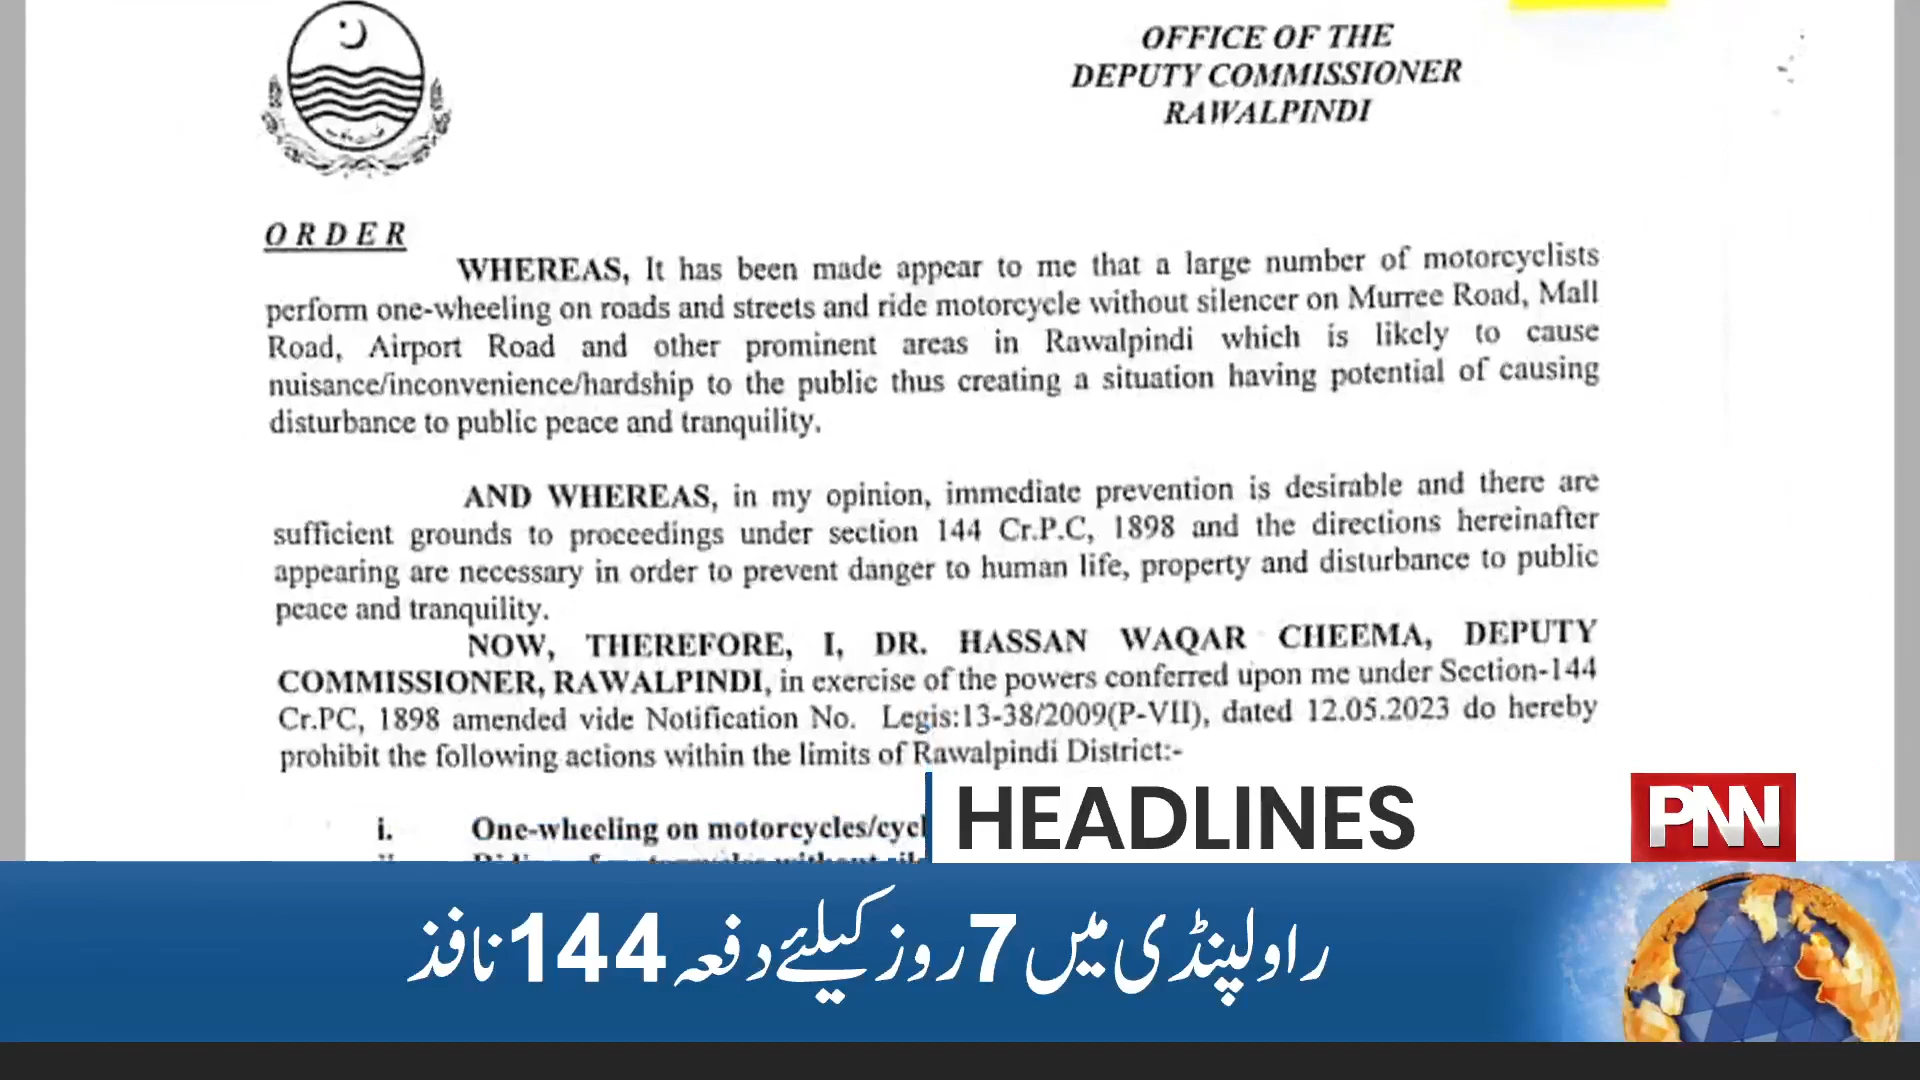 OFFICE OF THE
DEPUTY COMMISSIONER
RAWALPINDI
ORDER
WHEREAS, It has been made appear to me that a large number of motorcyclists
perform one-wheeling on roads and streets and ride motorcycle without silencer on Murree Road, Mall
Road, Airport Road and other prominent areas in Rawalpindi which is likely to cause
nuisance/inconvenience/hardship to the public thus creating a situation having potential of causing
disturbance to public peace and tranquility.
AND WHEREAS, in my opinion, immediate prevention is desirable and there are
sufficient grounds to proceedings under section 144 Cr.P.C, 1898 and the directions hereinafter
appearing are necessary in order to prevent danger to human life, property and disturbance to public
peace and tranquility.
NOW, THEREFORE, I, DR. HASSAN WAQAR CHEEMA, DEPUTY
COMMISSIONER, RAWALPINDI, in exercise of the powers conferred upon me under Section-144
Cr.PC, 1898 amended vide Notification No. Legis:13-38/2009(P-VII), dated 12.05.2023 do hereby
prohibit the following actions within the limits of Rawalpindi District:-
i. One-wheeling on motorcycles/cycl
HEADLINES
PNN
راولپنڈی میں 7 روز کیلئے دفعہ 144 نافذ